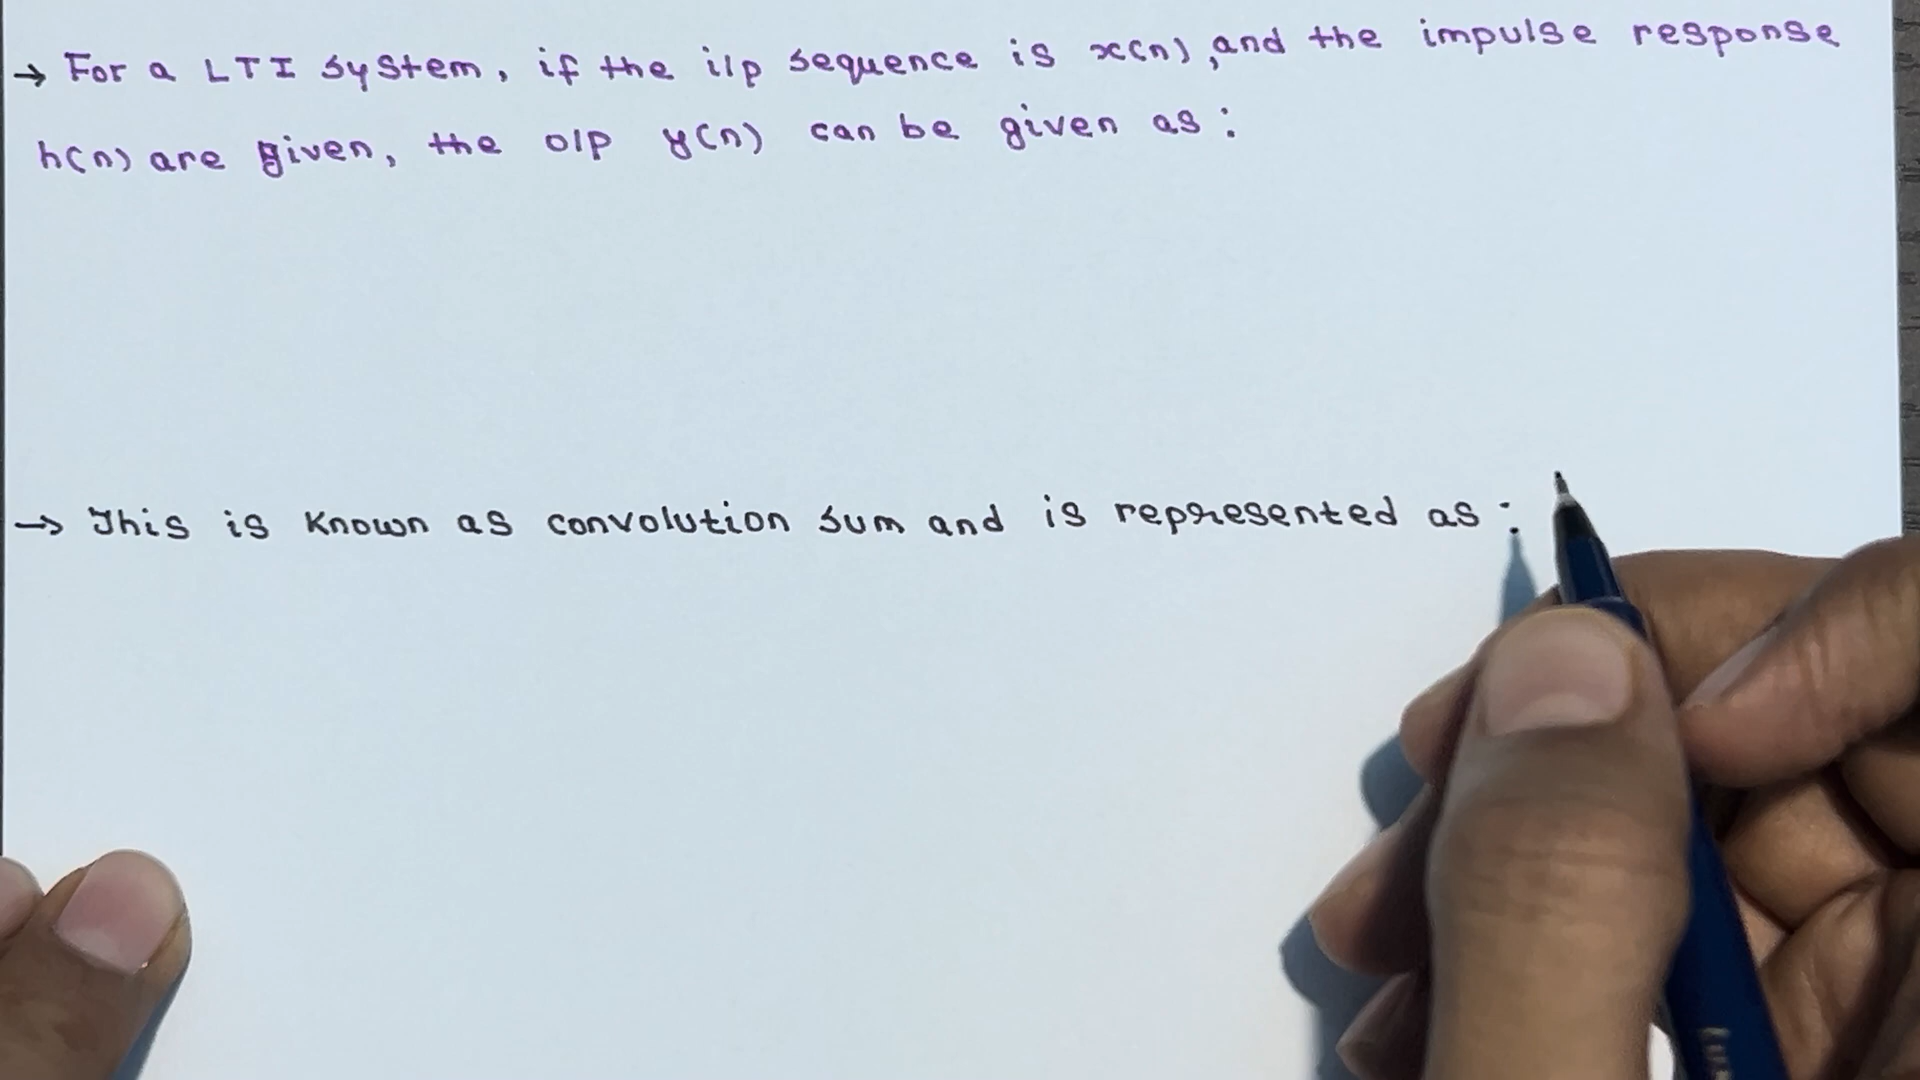 → For a LTI system, if the i/p sequence is x(n), and the impulse response
h(n) are given, the o/p y(n) can be given as :
→ This is known as convolution sum and is represented as :